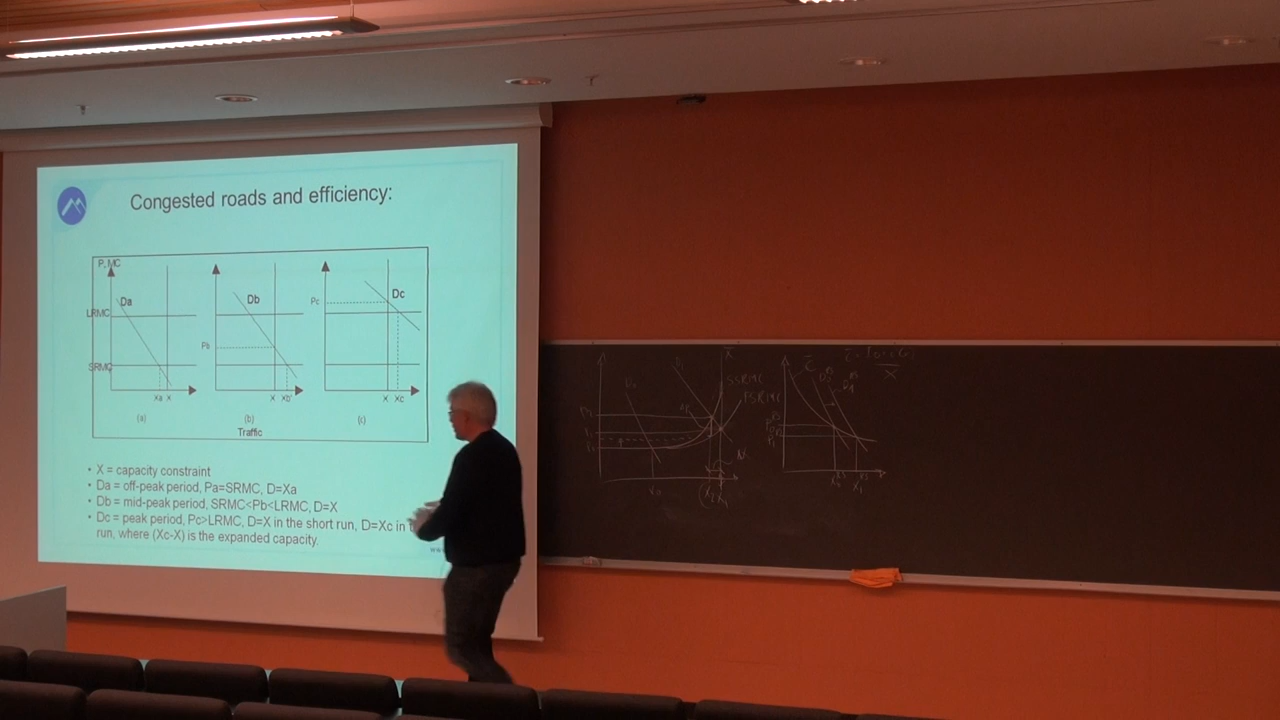 Congested roads and efficiency:
P, MC
Da
Db
Dc
Pc
LRMC
Pb
SRMC
xa x
X xb'
X Xc
(a)
(b)
(c)
Traffic
• X = capacity constraint
• Da = off-peak period, Pa=SRMC, D=Xa
• Db = mid-peak period, SRMC<Pb<LRMC, D=X
• Dc = peak period, Pc>LRMC, D=X in the short run, D=Xc in
run, where (Xc-X) is the expanded capacity.
SSRMC
PSRMC